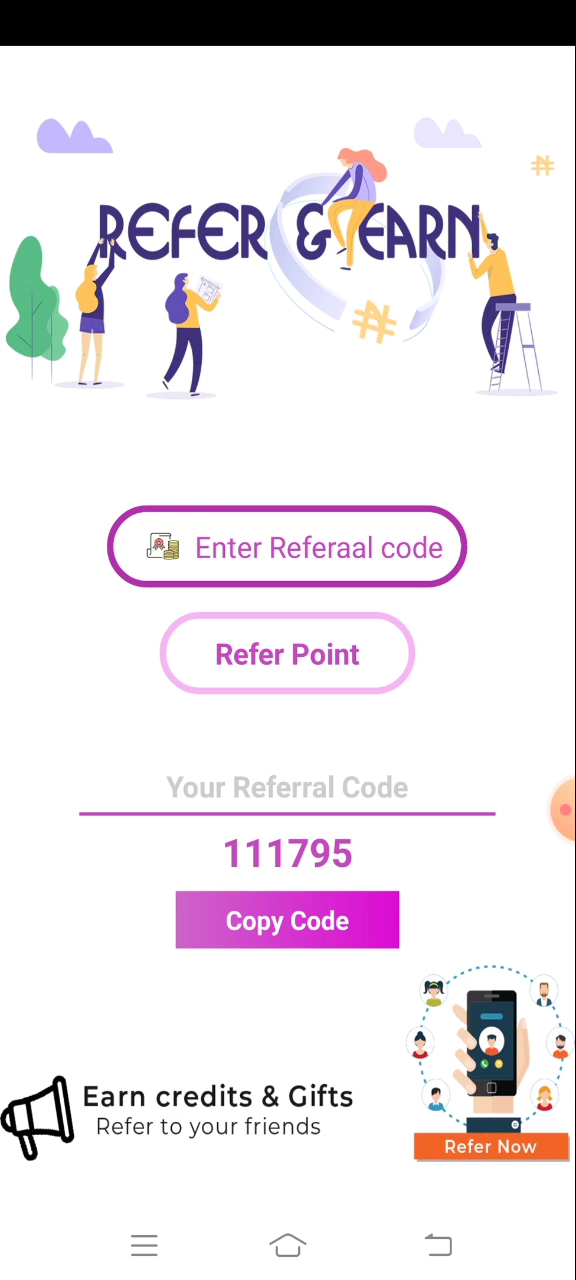 REFER & EARN
Enter Referaal code
Refer Point
Your Referral Code
111795
Copy Code
Earn credits & Gifts
Refer to your friends
Refer Now